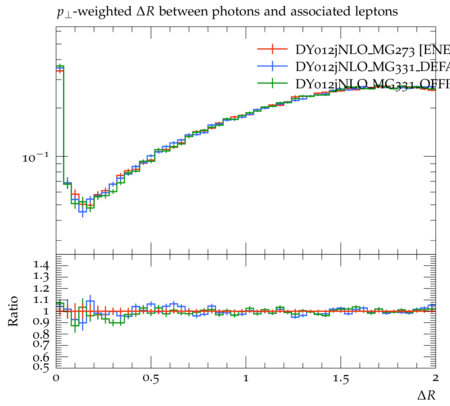 p⊥-weighted ΔR between photons and associated leptons
DY012jNLO_MG273 [ENE
DY012jNLO_MG331_DEFA
DY012jNLO_MG331_OFFI
10⁻¹
1.4
1.3
1.2
1.1
1
0.9
0.8
0.7
0.6
0.5
Ratio
0 0.5 1 1.5 2
ΔR